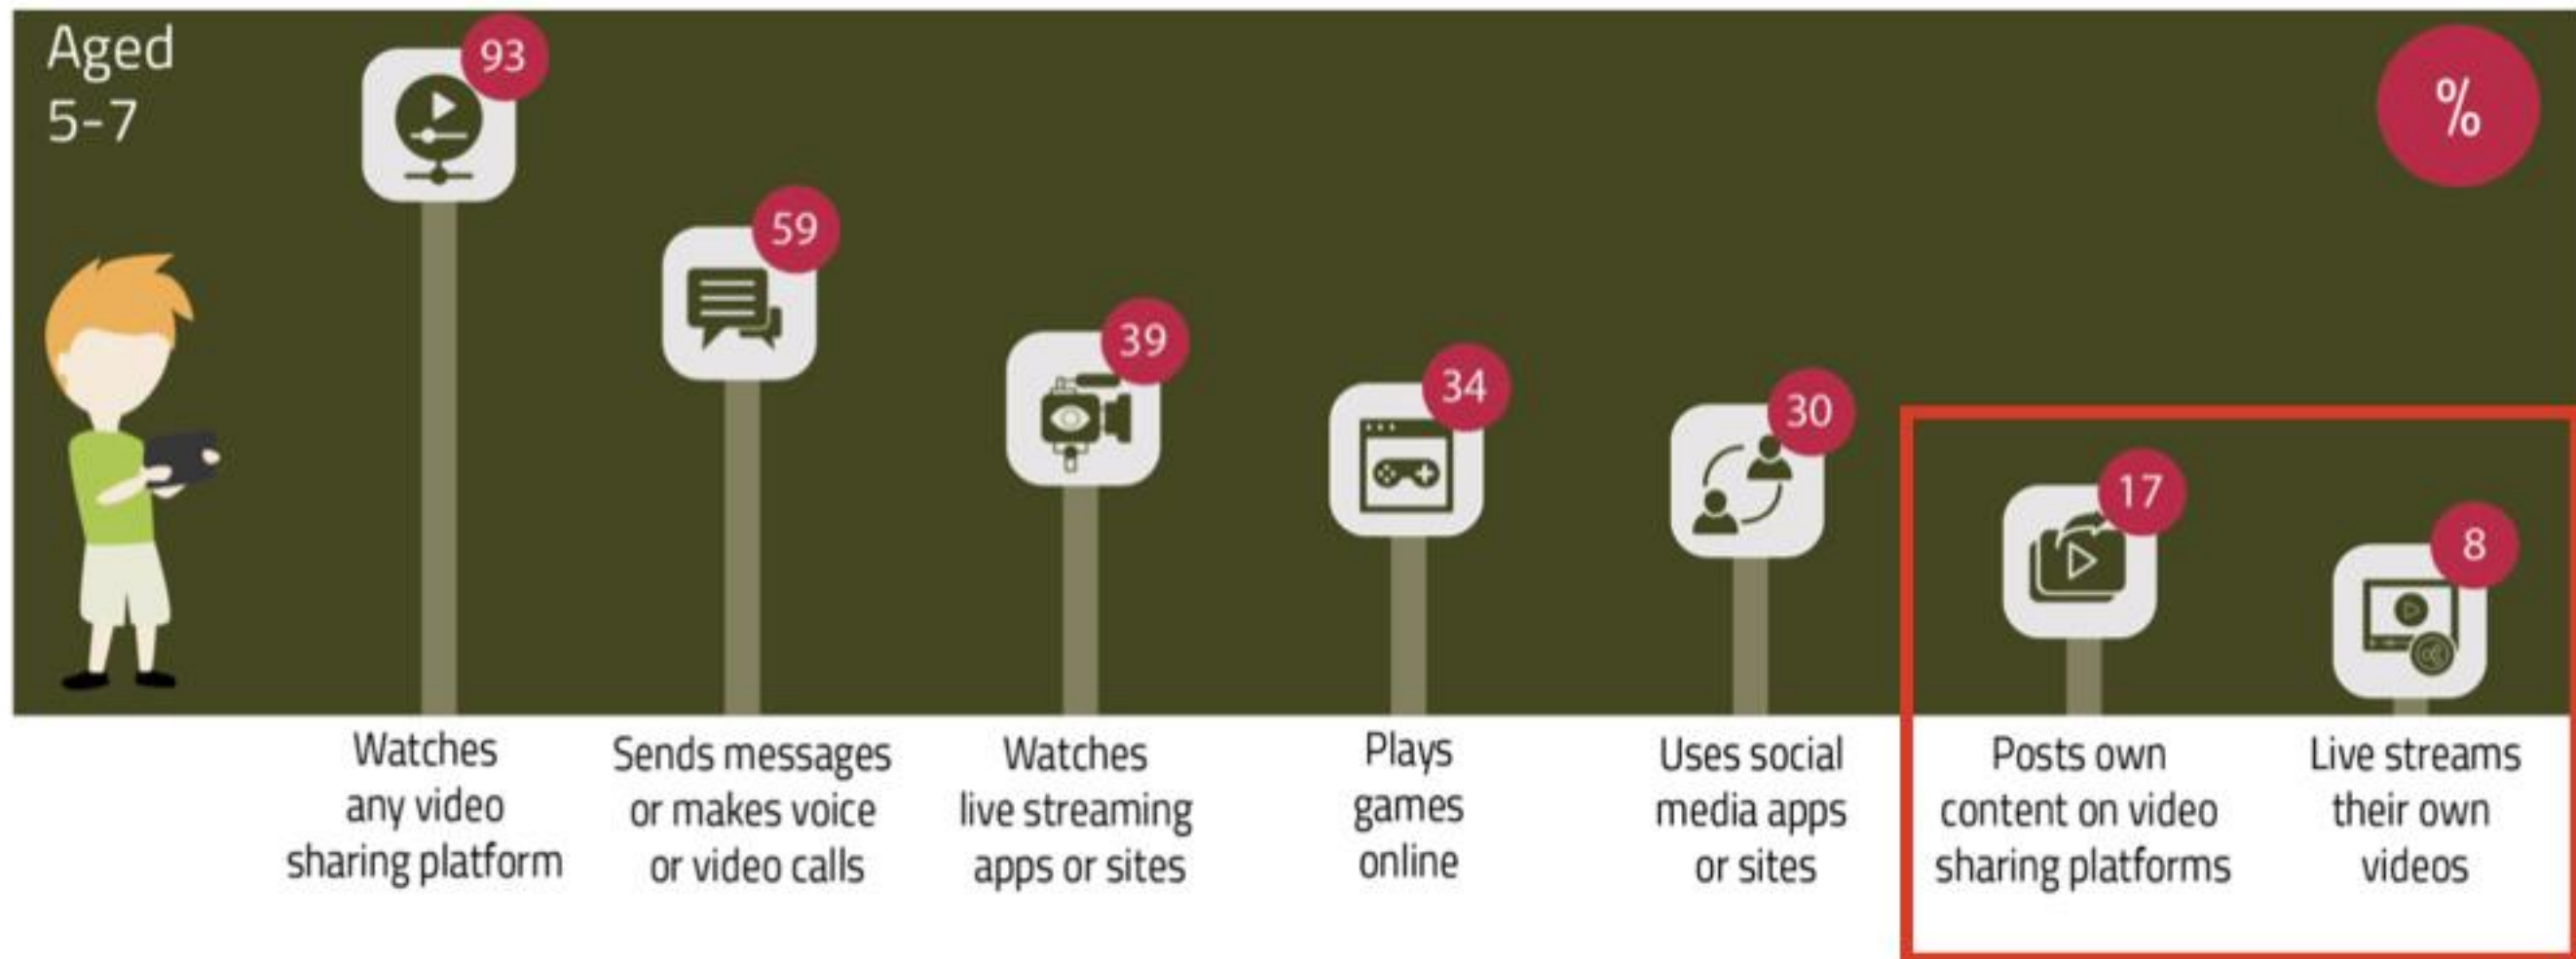 Aged
5-7
%
93
59
39
34
30
17
8
Watches
any video
sharing platform
Sends messages
or makes voice
or video calls
Watches
live streaming
apps or sites
Plays
games
online
Uses social
media apps
or sites
Posts own
content on video
sharing platforms
Live streams
their own
videos